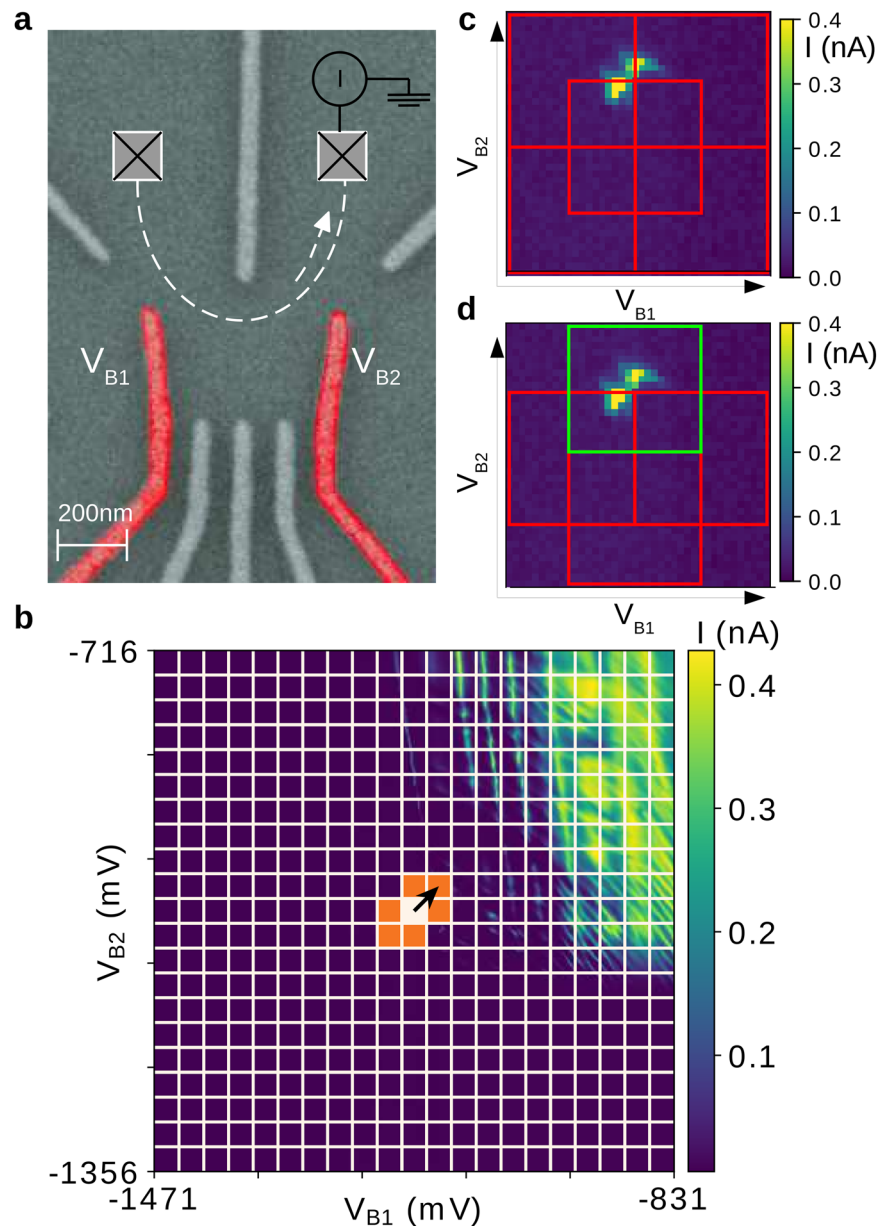 a
I
V_B1
V_B2
200nm
c
V_B2
V_B1
0.4
I (nA)
0.3
0.2
0.1
0.0
d
V_B2
V_B1
0.4
I (nA)
0.3
0.2
0.1
0.0
b
-716
V_B2 (mV)
-1356
-1471
V_B1 (mV)
-831
I (nA)
0.4
0.3
0.2
0.1